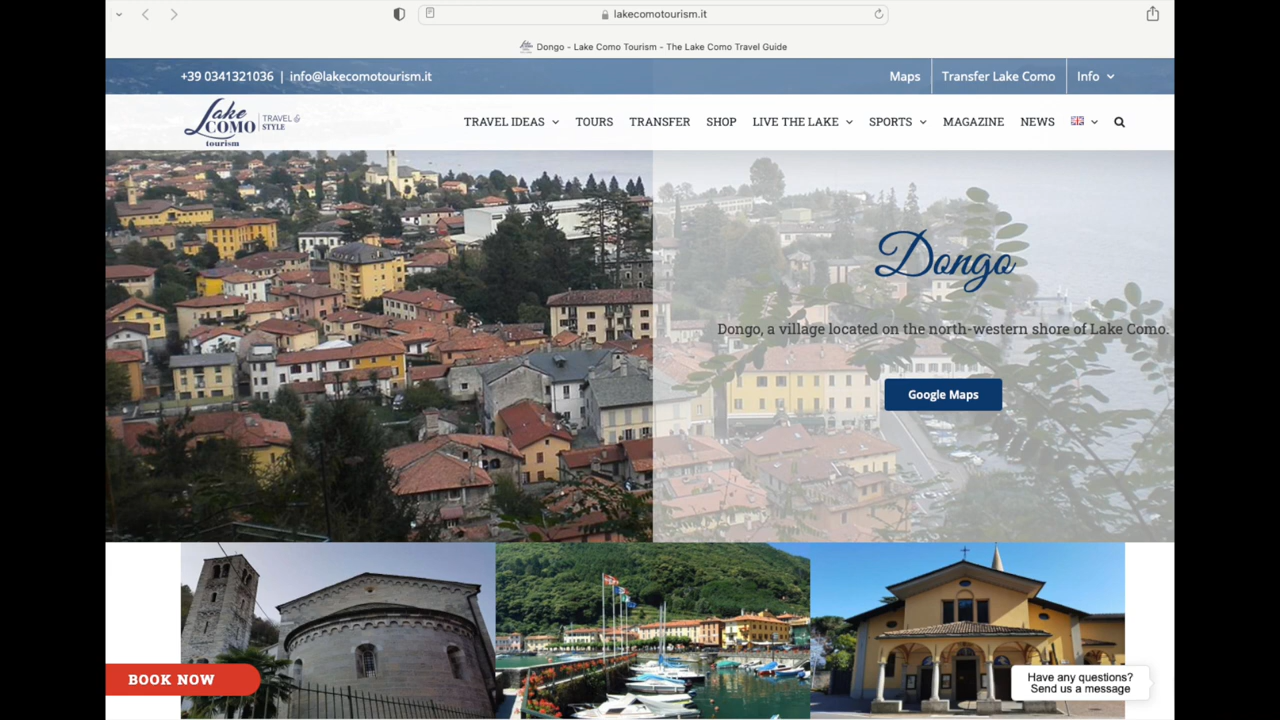 lakecomotourism.it
Dongo - Lake Como Tourism - The Lake Como Travel Guide
+39 0341321036 | info@lakecomotourism.it
Maps
Transfer Lake Como
Info
Lake COMO tourism
TRAVEL & STYLE
TRAVEL IDEAS
TOURS
TRANSFER
SHOP
LIVE THE LAKE
SPORTS
MAGAZINE
NEWS
Dongo
Dongo, a village located on the north-western shore of Lake Como.
Google Maps
BOOK NOW
Have any questions?
Send us a message